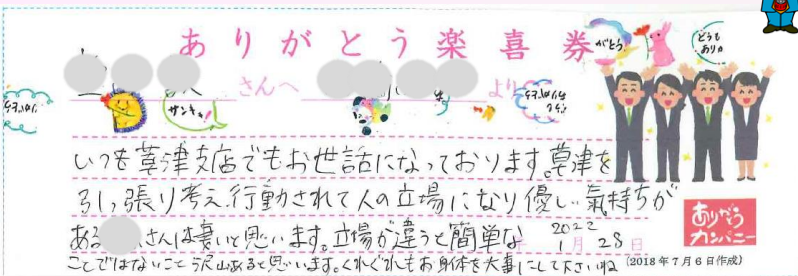 ありがとう楽喜券
がとう
どうも
ありが
さんへ
より
サンキュ!
いつも草津支店でもお世話になっております。草津を
引っ張り考え、行動されて人の立場になり優しい気持ちが
ある さんは凄いと思います。立場が違うと簡単な
ことではないこと沢山あると思います。くれぐれもお身体を大事にして下さいね
2022
年 1月 28日
ありがとう
カンパニー
(2018年7月6日作成)